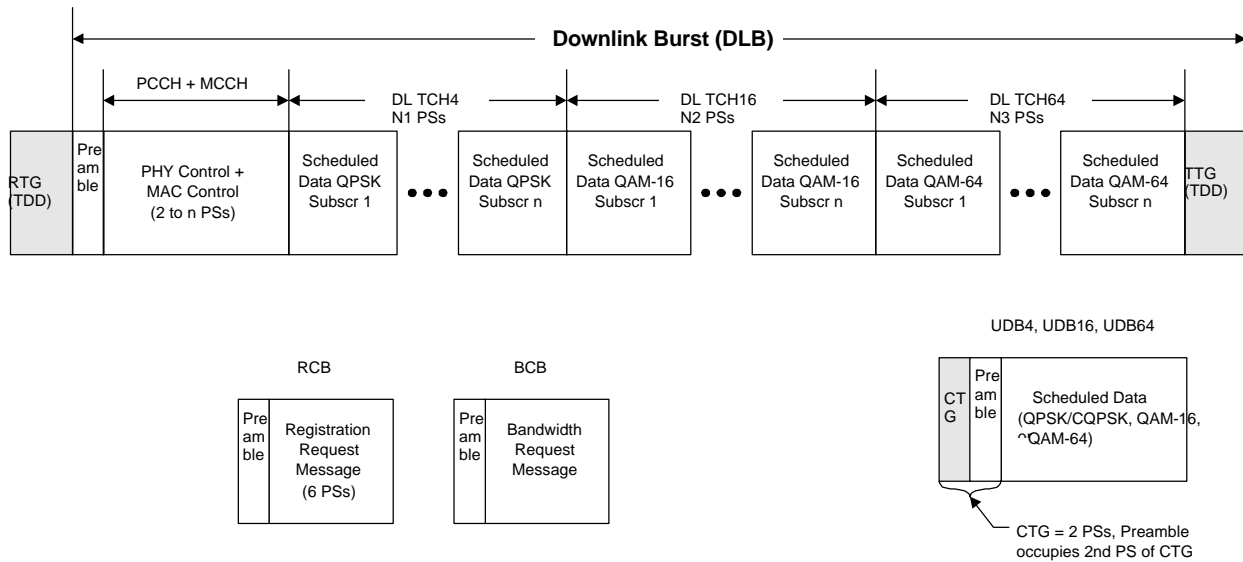 Downlink Burst (DLB)
PCCH + MCCH
DL TCH4
N1 PSs
DL TCH16
N2 PSs
DL TCH64
N3 PSs
RTG
(TDD)
Pre
am
ble
PHY Control +
MAC Control
(2 to n PSs)
Scheduled
Data QPSK
Subscr 1
Scheduled
Data QPSK
Subscr n
Scheduled
Data QAM-16
Subscr 1
Scheduled
Data QAM-16
Subscr n
Scheduled
Data QAM-64
Subscr 1
Scheduled
Data QAM-64
Subscr n
TTG
(TDD)
RCB
Pre
am
ble
Registration
Request
Message
(6 PSs)
BCB
Pre
am
ble
Bandwidth
Request
Message
UDB4, UDB16, UDB64
CT
G
Pre
am
ble
Scheduled Data
(QPSK/CQPSK, QAM-16,
QAM-64)
CTG = 2 PSs, Preamble
occupies 2nd PS of CTG